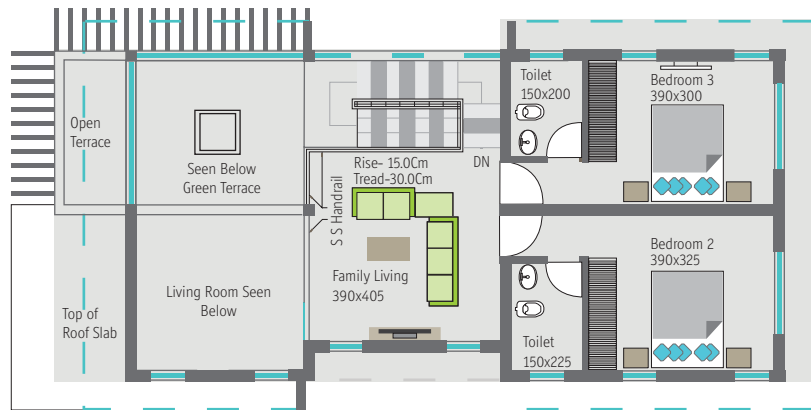 Toilet
150x200
Bedroom 3
390x300
Open
Terrace
Seen Below
Green Terrace
DN
Rise- 15.0Cm
Tread-30.0Cm
S S Handrail
Family Living
390x405
Bedroom 2
390x325
Living Room Seen
Below
Top of
Roof Slab
Toilet
150x225